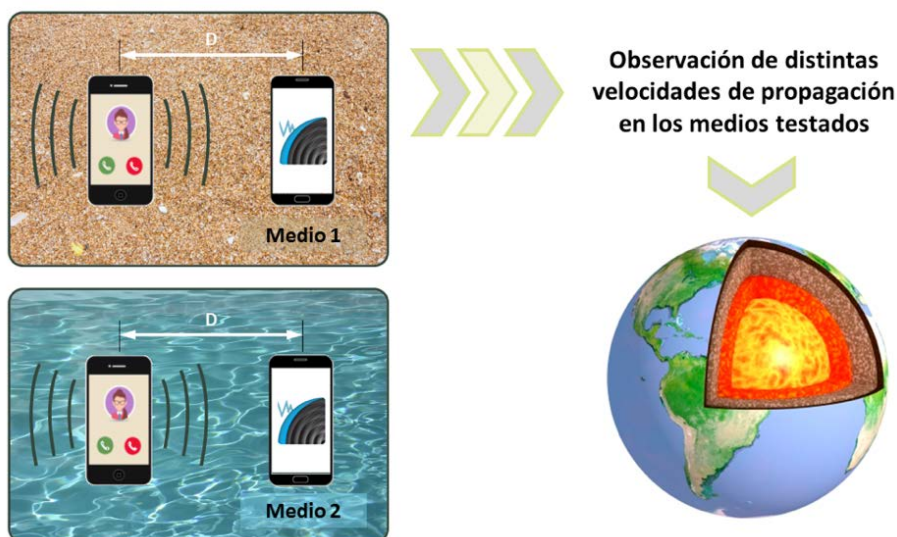 D
Medio 1
D
Medio 2
Observación de distintas
velocidades de propagación
en los medios testados